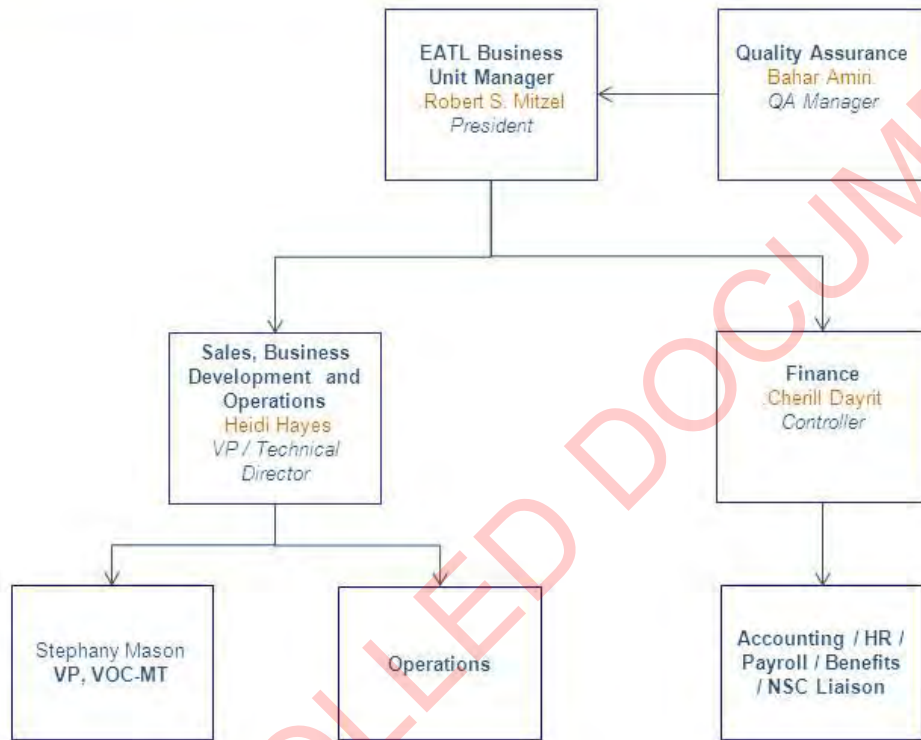 EATL Business
Unit Manager
Robert S. Mitzel
President
Quality Assurance
Bahar Amiri
QA Manager
Sales, Business
Development and
Operations
Heidi Hayes
VP / Technical
Director
Finance
Cherill Dayrit
Controller
Stephany Mason
VP, VOC-MT
Operations
Accounting / HR /
Payroll / Benefits
/ NSC Liaison
OLLED DOCUM